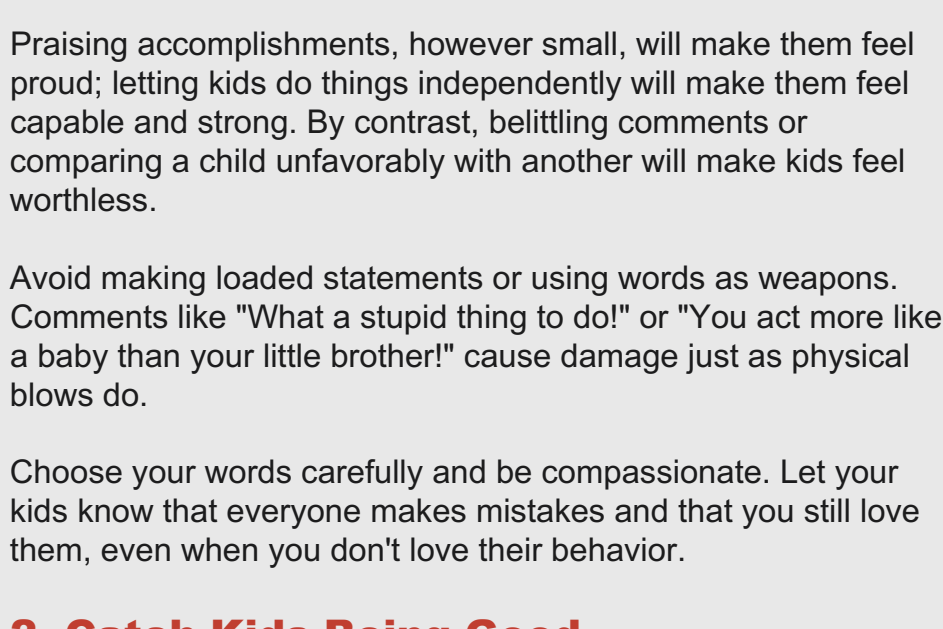 Praising accomplishments, however small, will make them feel
proud; letting kids do things independently will make them feel
capable and strong. By contrast, belittling comments or
comparing a child unfavorably with another will make kids feel
worthless.
Avoid making loaded statements or using words as weapons.
Comments like "What a stupid thing to do!" or "You act more like
a baby than your little brother!" cause damage just as physical
blows do.
Choose your words carefully and be compassionate. Let your
kids know that everyone makes mistakes and that you still love
them, even when you don't love their behavior.
Catch Kids Being Good